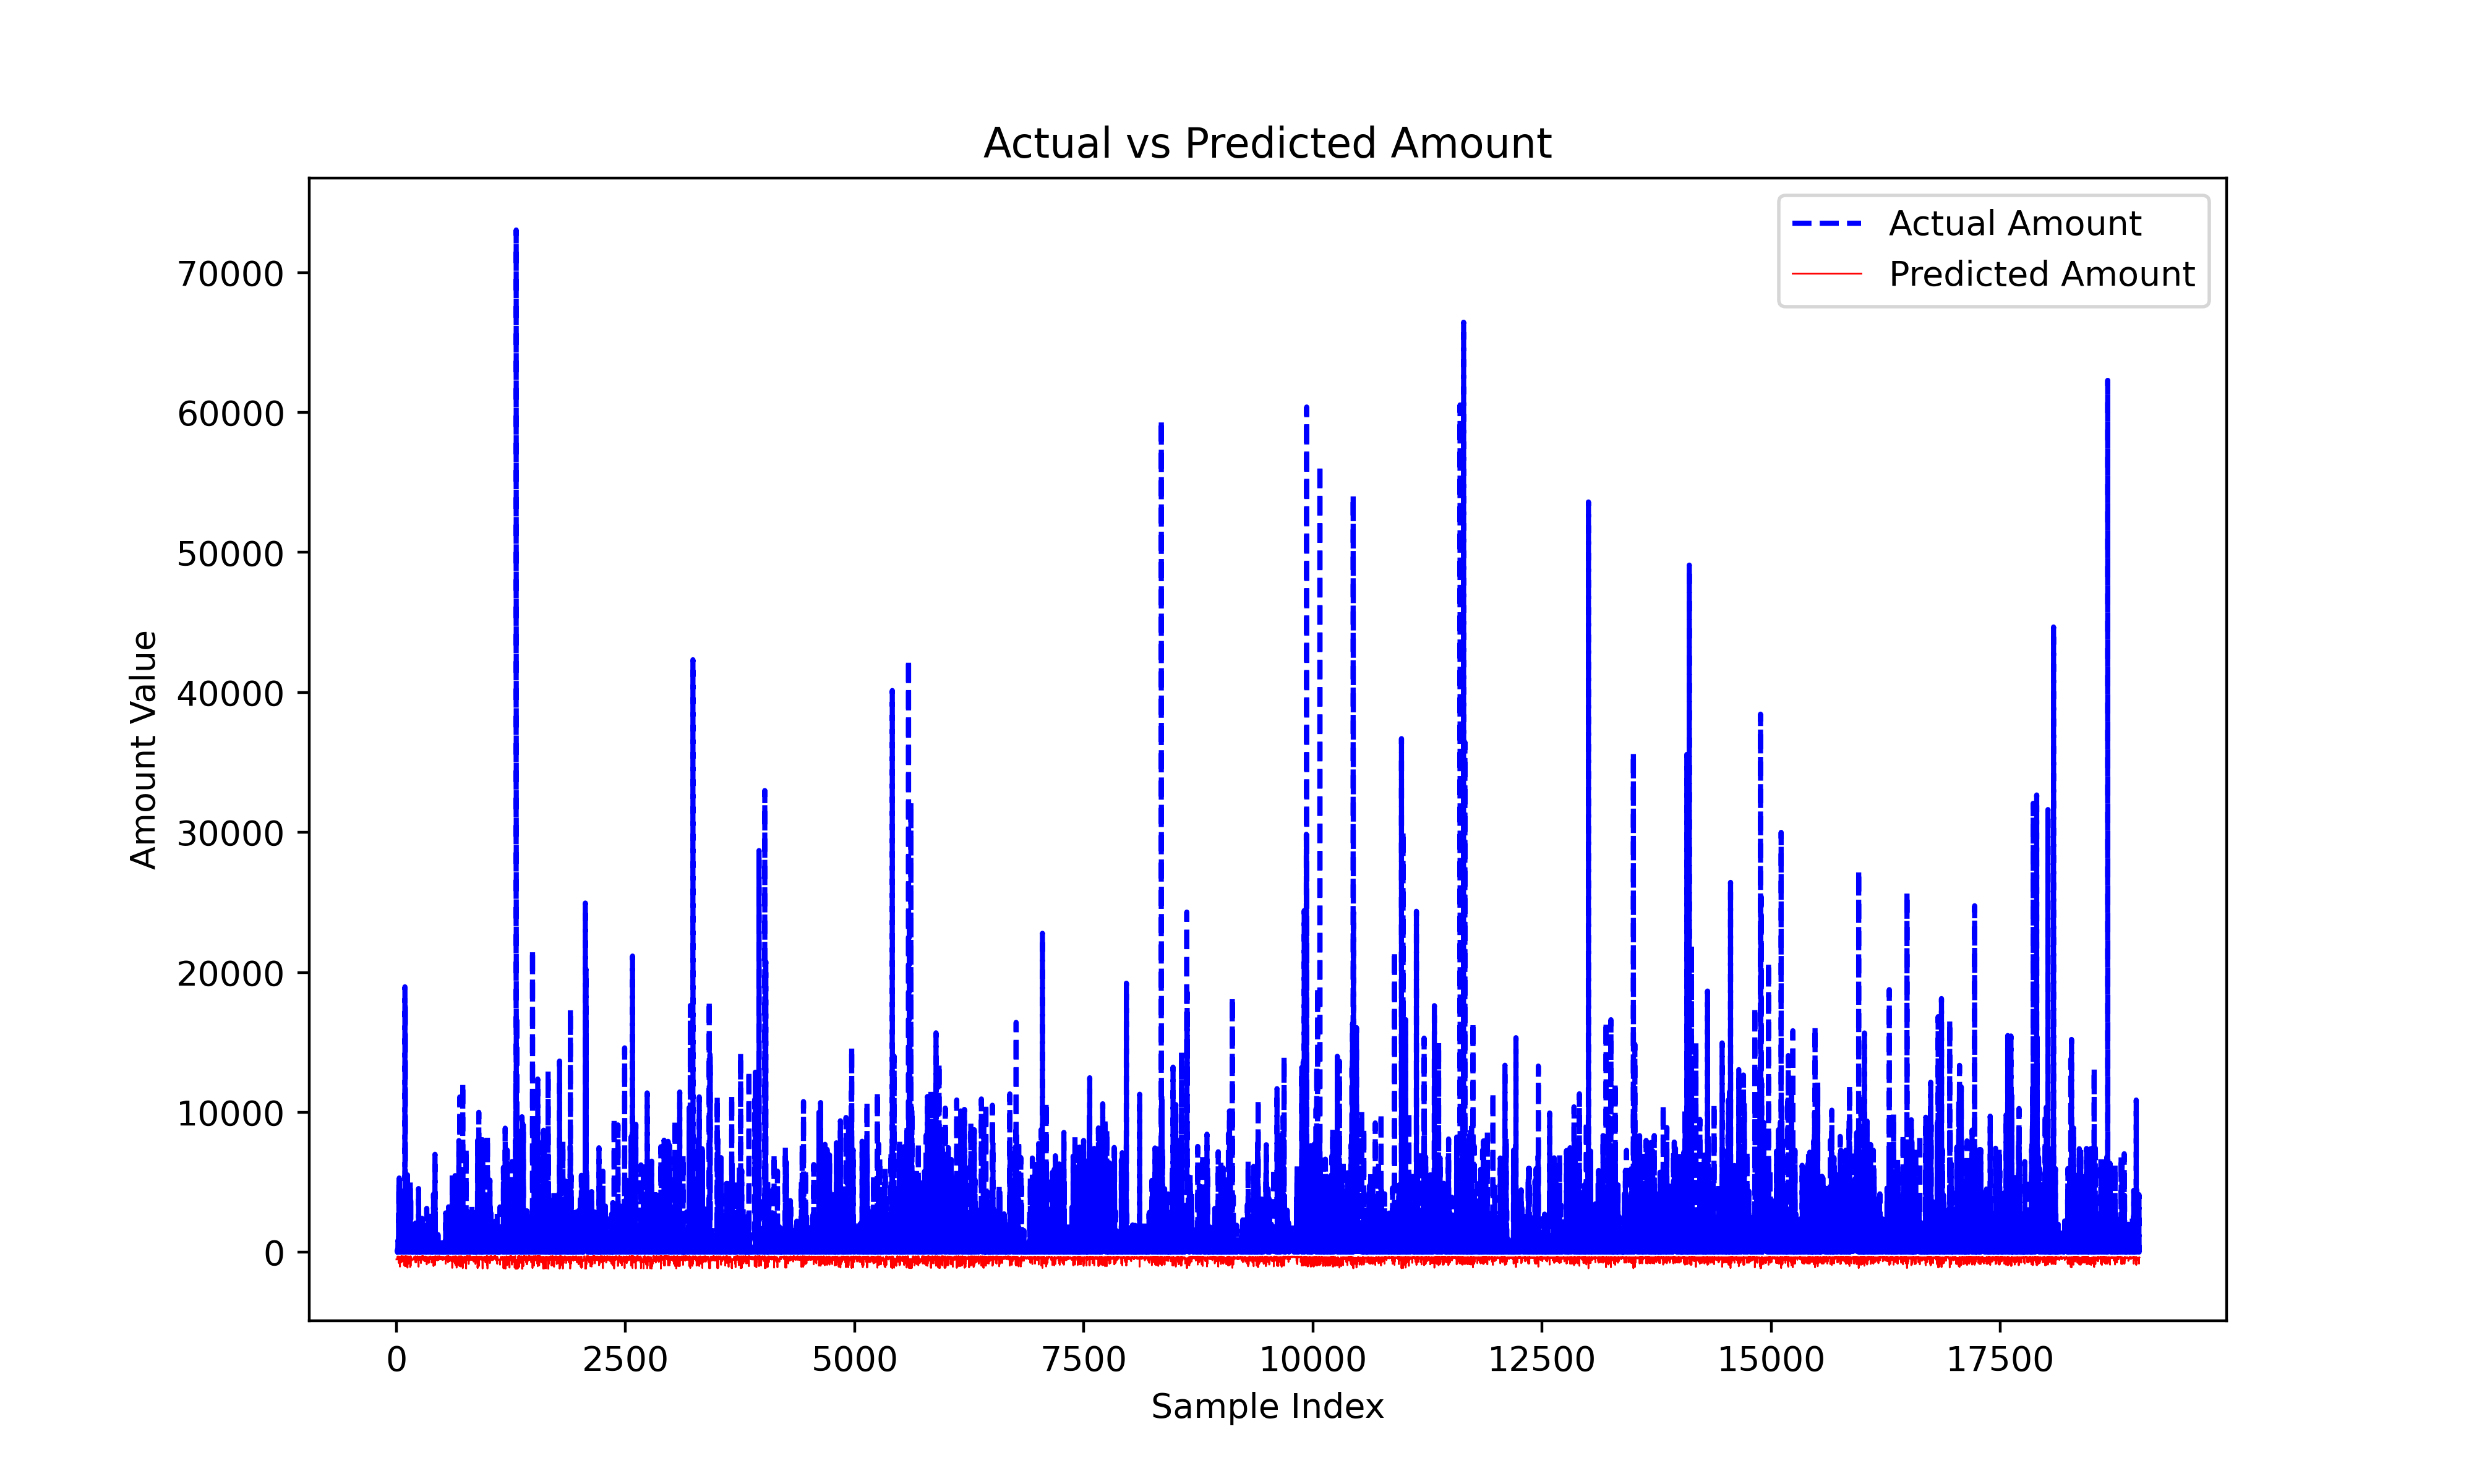 Actual vs Predicted Amount
Actual Amount
Predicted Amount
70000
60000
50000
40000
30000
20000
10000
0
Amount Value
0 2500 5000 7500 10000 12500 15000 17500
Sample Index